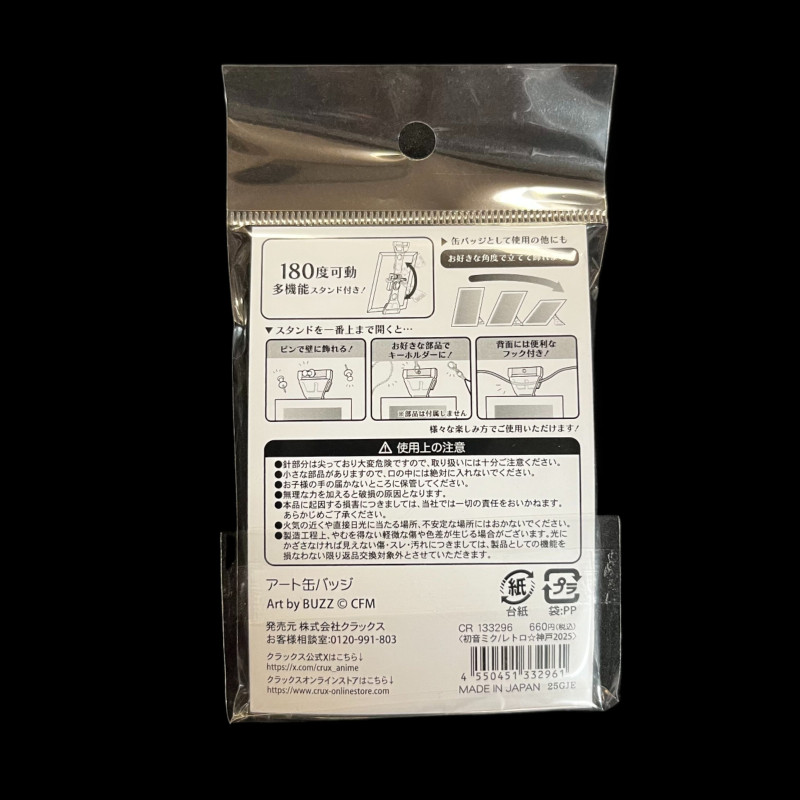 180度可動
多機能スタンド付き!
▶缶バッジとして使用の他にも
お好きな角度で立てて飾れます!
▼スタンドを一番上まで開くと…
ピンで壁に飾れる!
お好きな部品で
キーホルダーに!
※部品は付属しません
背面には便利な
フック付き!
様々な楽しみ方でご使用いただけます!
⚠使用上の注意
●針部分は尖っており大変危険ですので、取り扱いには十分ご注意ください。
●小さな部品がありますので、口の中には絶対に入れないでください。
●お子様の手の届かないところに保管してください。
●無理な力を加えると破損の原因となります。
●本品に起因する損害につきましては、当社では一切の責任をおいかねます。
あらかじめご了承ください。
●火気の近くや直接日光に当たる場所、不安定な場所にはおかないでください。
●製造工程上、やむを得ない軽微な傷や色差が生じる場合がございます。光に
かざさなければ見えない傷・スレ・汚れにつきましては、製品としての機能を
損なわない限り返品交換対象外とさせていただきます。
アート缶バッジ
Art by BUZZ © CFM
発売元 株式会社クラックス
お客様相談室:0120-991-803
クラックス公式Xはこちら↓
https://x.com/crux_anime
クラックスオンラインストアはこちら↓
https://www.crux-onlinestore.com
紙
台紙
プラ
袋:PP
CR 133296 660円(税込)
〈初音ミク/レトロ☆神戸2025〉
4 550451 332961
MADE IN JAPAN 25G1E